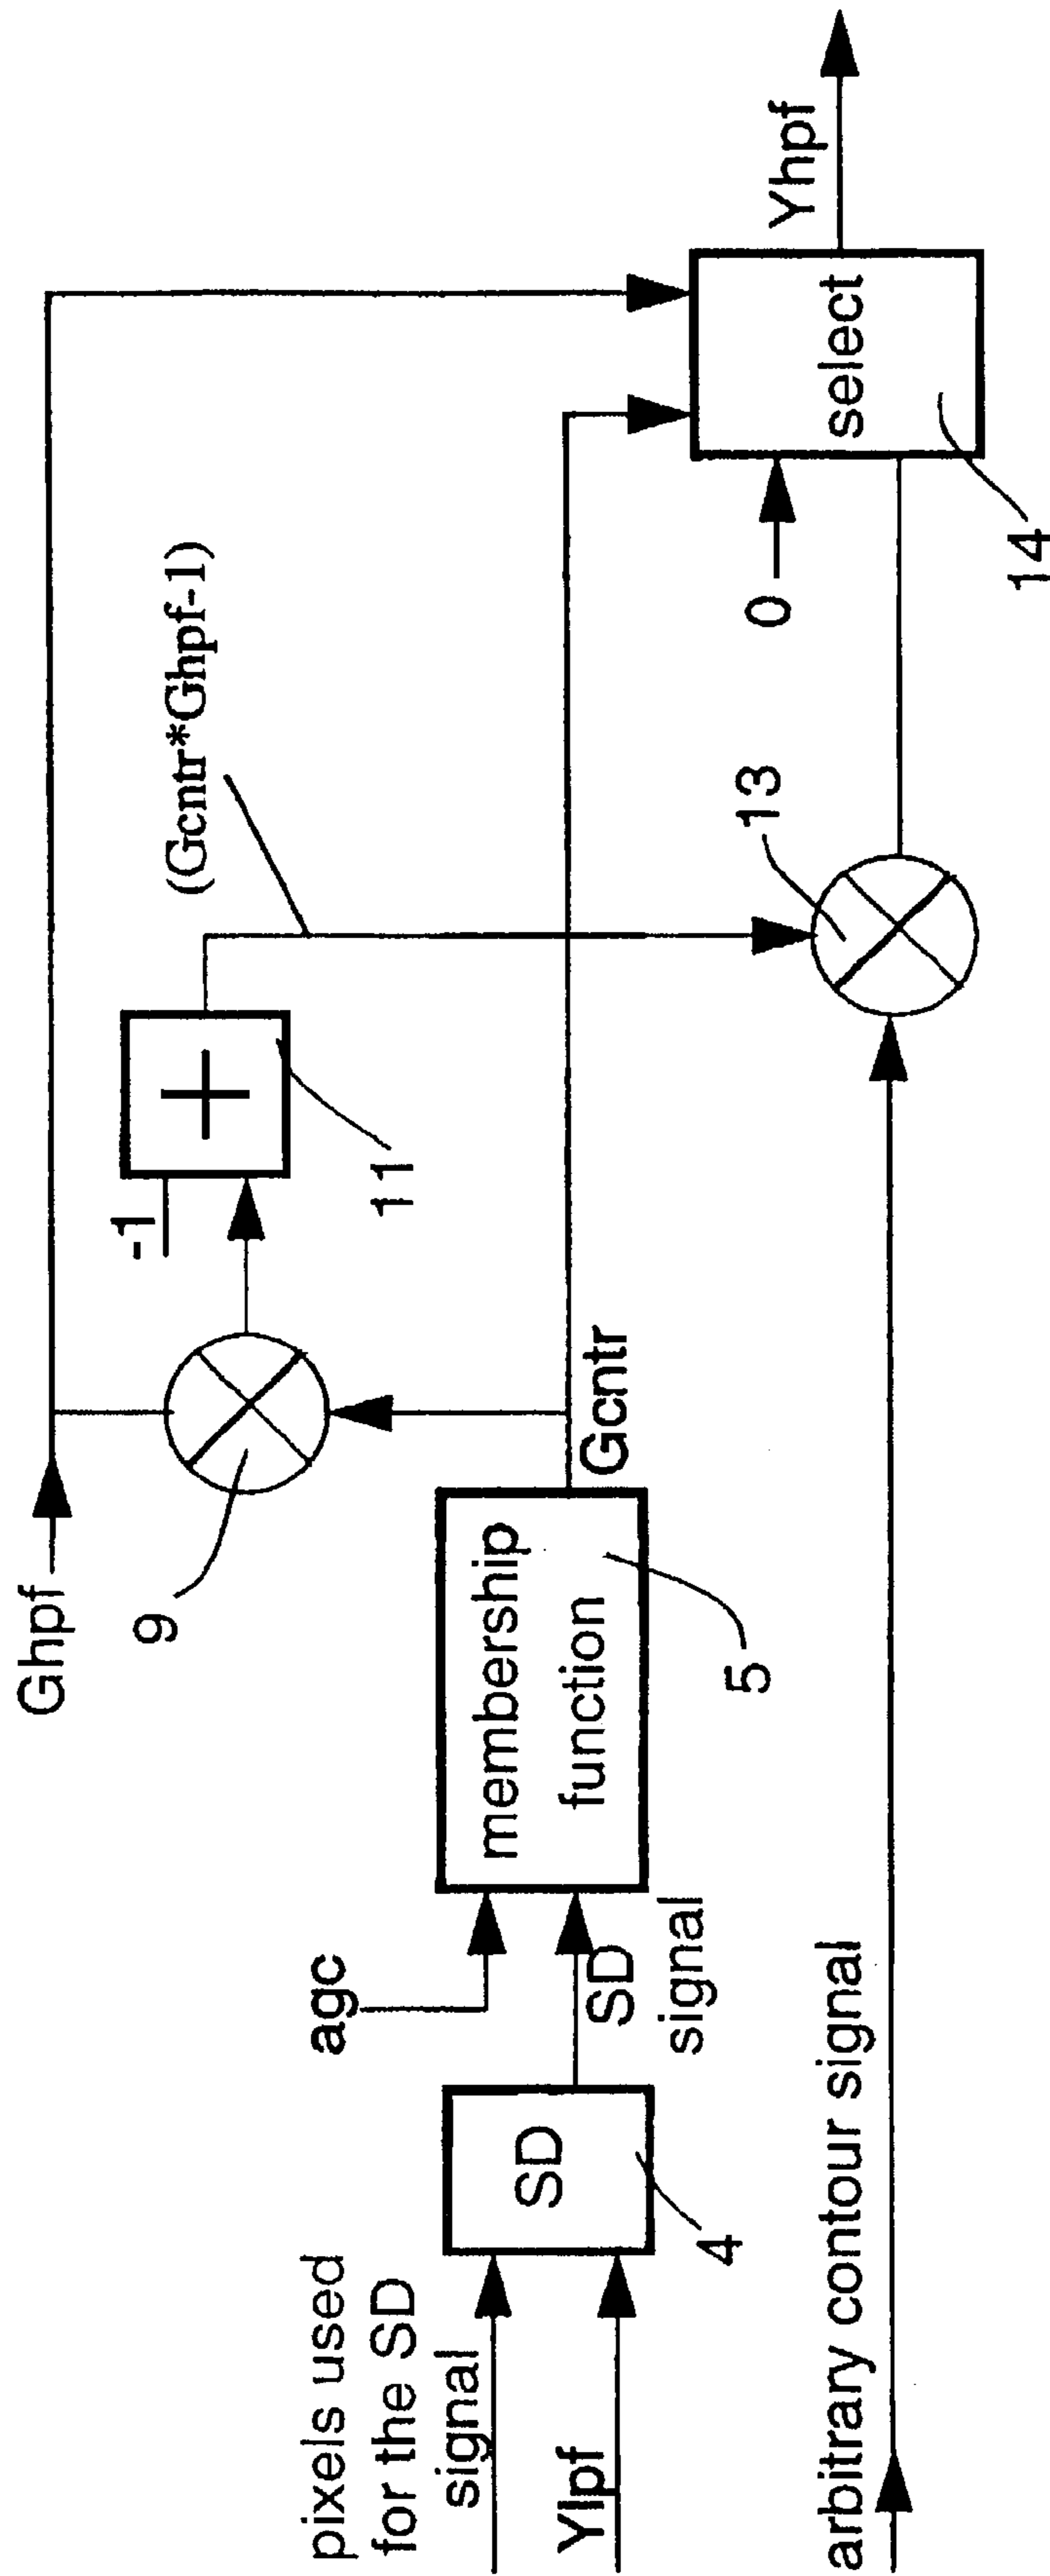 Ghpf
9
-1
11
(Gcntr*Ghpf-1)
agc
membership
function
5
Gcntr
pixels used
for the SD
signal
Ylpf
SD
4
SD
signal
0
select
14
Yhpf
13
arbitrary contour signal